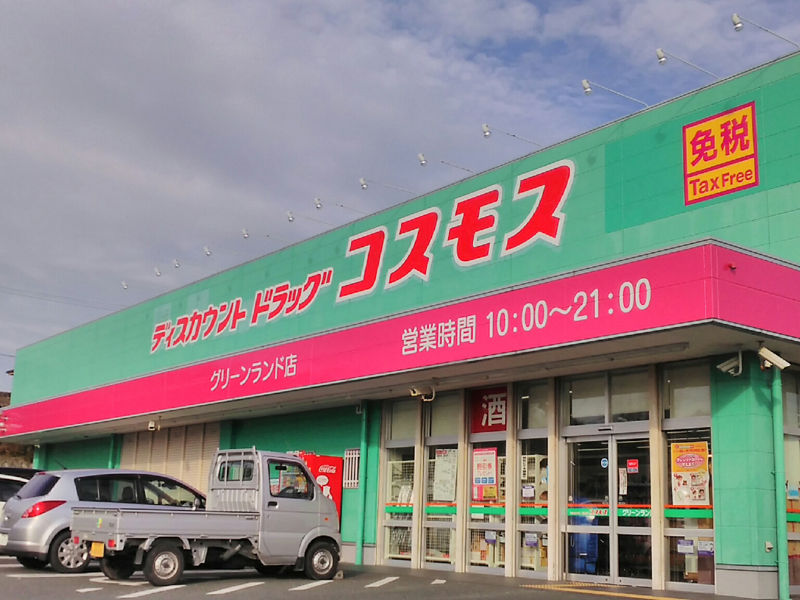 免税
Tax Free
ディスカウント ドラッグ コスモス
営業時間 10:00~21:00
グリーンランド店
酒
Coca-Cola